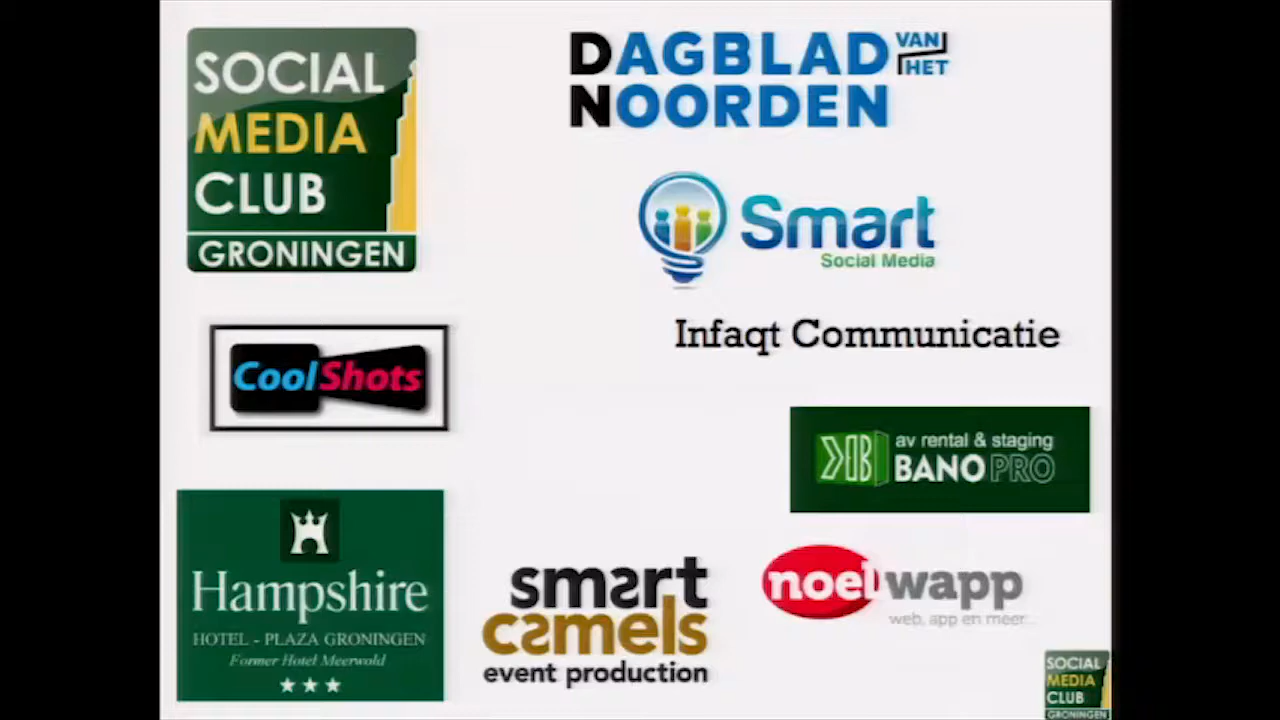 SOCIAL
MEDIA
CLUB
GRONINGEN
DAGBLAD VAN HET
NOORDEN
Smart
Social Media
Infaqt Communicatie
CoolShots
av rental & staging
BANO PRO
Hampshire
HOTEL - PLAZA GRONINGEN
Former Hotel Meerwold
smart
camels
event production
noel wapp
web, app en meer...
SOCIAL
MEDIA
CLUB
GRONINGEN